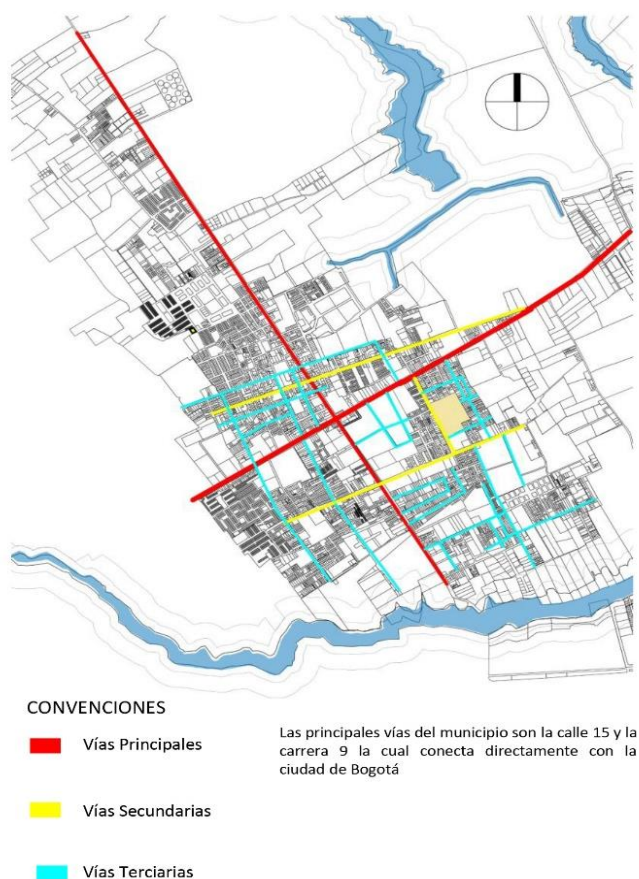 CONVENCIONES
Vías Principales
Las principales vías del municipio son la calle 15 y la
carrera 9 la cual conecta directamente con la
ciudad de Bogotá
Vías Secundarias
Vías Terciarias